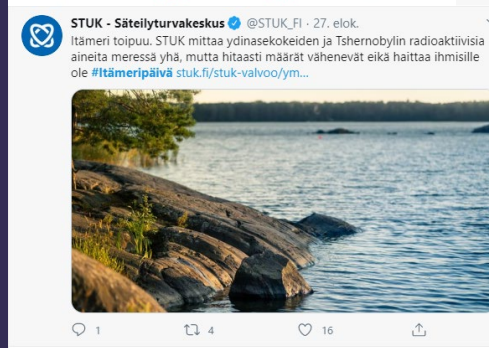 STUK - Säteilyturvakeskus @STUK_FI · 27. elok.
Itämeri toipuu. STUK mittaa ydinasekokeiden ja Tshernobylin radioaktiivisia
aineita meressä yhä, mutta hitaasti määrät vähenevät eikä haittaa ihmisille
ole #Itämeripäivä stuk.fi/stuk-valvoo/ym...
1 4 16